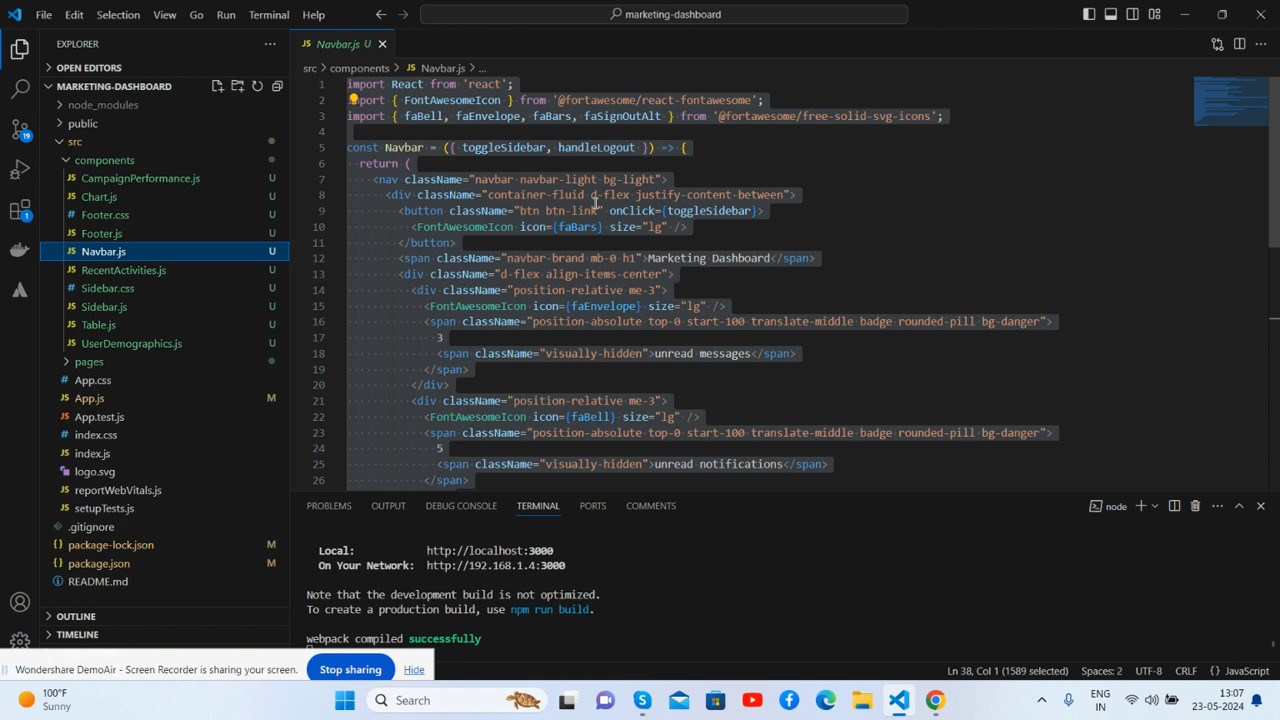 File Edit Selection View Go Run Terminal Help marketing-dashboard
EXPLORER
OPEN EDITORS
MARKETING-DASHBOARD
node_modules
public
src
components
JS CampaignPerformance.js U
JS Chart.js U
Footer.css U
JS Footer.js U
JS Navbar.js U
JS RecentActivities.js U
Sidebar.css U
JS Sidebar.js U
JS Table.js U
JS UserDemographics.js U
pages
App.css
JS App.js M
JS App.test.js
index.css
JS index.js
logo.svg
JS reportWebVitals.js
JS setupTests.js
.gitignore
{} package-lock.json M
{} package.json M
README.md
OUTLINE
TIMELINE
19
1
JS Navbar.js U
src > components > JS Navbar.js > ...
1 import React from 'react';
2 import { FontAwesomeIcon } from '@fortawesome/react-fontawesome';
3 import { faBell, faEnvelope, faBars, faSignOutAlt } from '@fortawesome/free-solid-svg-icons';
4
5 const Navbar = ({ toggleSidebar, handleLogout }) => {
6 return (
7 <nav className="navbar navbar-light bg-light">
8 <div className="container-fluid d-flex justify-content-between">
9 <button className="btn btn-link" onClick={toggleSidebar}>
10 <FontAwesomeIcon icon={faBars} size="lg" />
11 </button>
12 <span className="navbar-brand mb-0 h1">Marketing Dashboard</span>
13 <div className="d-flex align-items-center">
14 <div className="position-relative me-3">
15 <FontAwesomeIcon icon={faEnvelope} size="lg" />
16 <span className="position-absolute top-0 start-100 translate-middle badge rounded-pill bg-danger">
17 3
18 <span className="visually-hidden">unread messages</span>
19 </span>
20 </div>
21 <div className="position-relative me-3">
22 <FontAwesomeIcon icon={faBell} size="lg" />
23 <span className="position-absolute top-0 start-100 translate-middle badge rounded-pill bg-danger">
24 5
25 <span className="visually-hidden">unread notifications</span>
26 </span>
PROBLEMS OUTPUT DEBUG CONSOLE TERMINAL PORTS COMMENTS node
Local: http://localhost:3000
On Your Network: http://192.168.1.4:3000
Note that the development build is not optimized.
To create a production build, use npm run build.
webpack compiled successfully
Wondershare DemoAir - Screen Recorder is sharing your screen. Stop sharing Hide
Ln 38, Col 1 (1589 selected) Spaces: 2 UTF-8 CRLF {} JavaScript
100°F
Sunny
Search
ENG
IN
13:07
23-05-2024